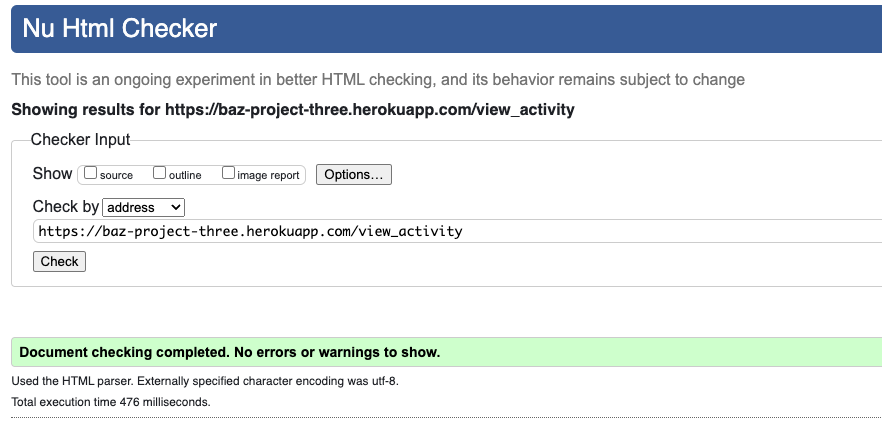 Nu Html Checker
This tool is an ongoing experiment in better HTML checking, and its behavior remains subject to change
Showing results for https://baz-project-three.herokuapp.com/view_activity
Checker Input
Show source outline image report Options...
Check by address
https://baz-project-three.herokuapp.com/view_activity
Check
Document checking completed. No errors or warnings to show.
Used the HTML parser. Externally specified character encoding was utf-8.
Total execution time 476 milliseconds.